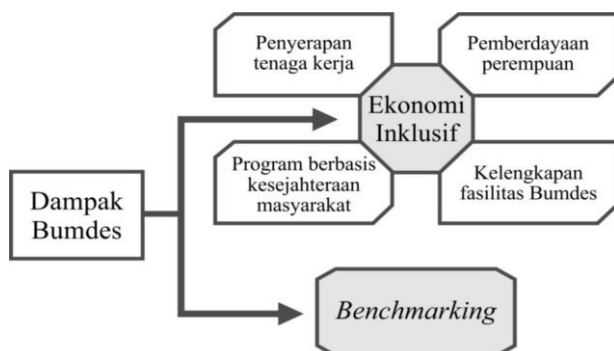 Penyerapan
tenaga kerja
Pemberdayaan
perempuan
Ekonomi
Inklusif
Program berbasis
kesejahteraan
masyarakat
Kelengkapan
fasilitas Bumdes
Dampak
Bumdes
Benchmarking